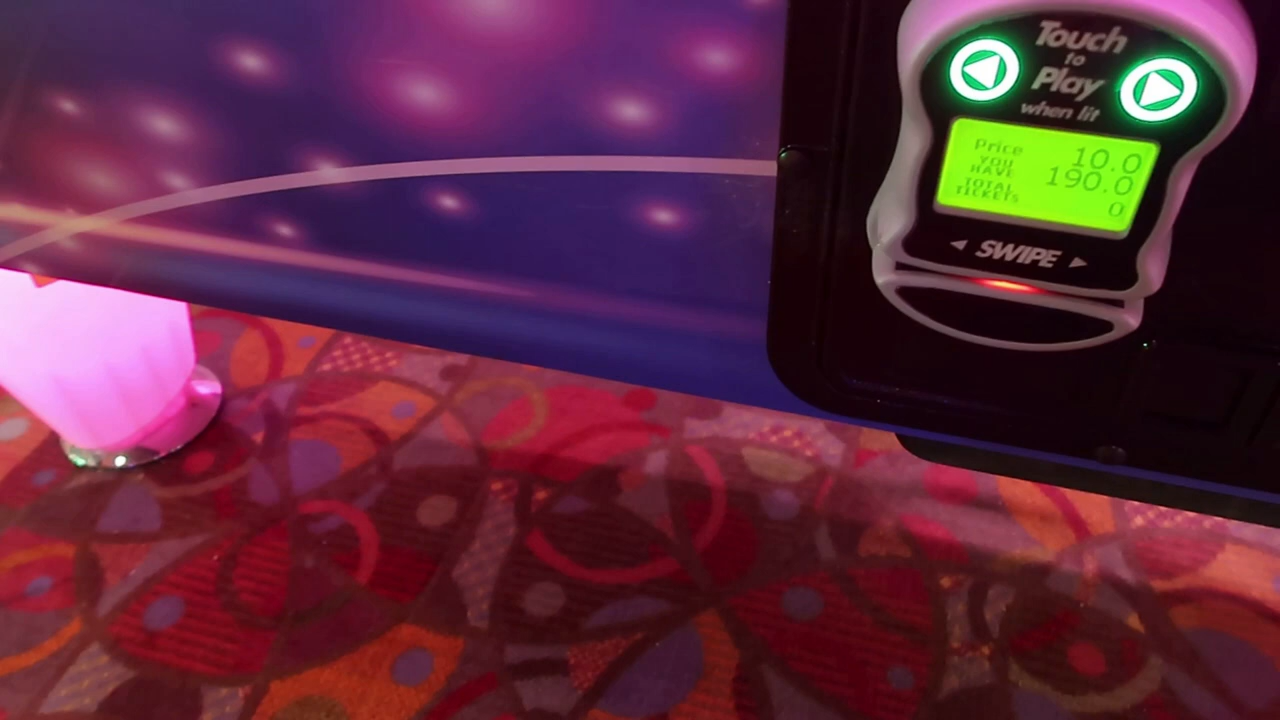 Touch
to
Play
when lit
Price 10.0
YOU
HAVE 190.0
TOTAL
TICKETS 0
SWIPE